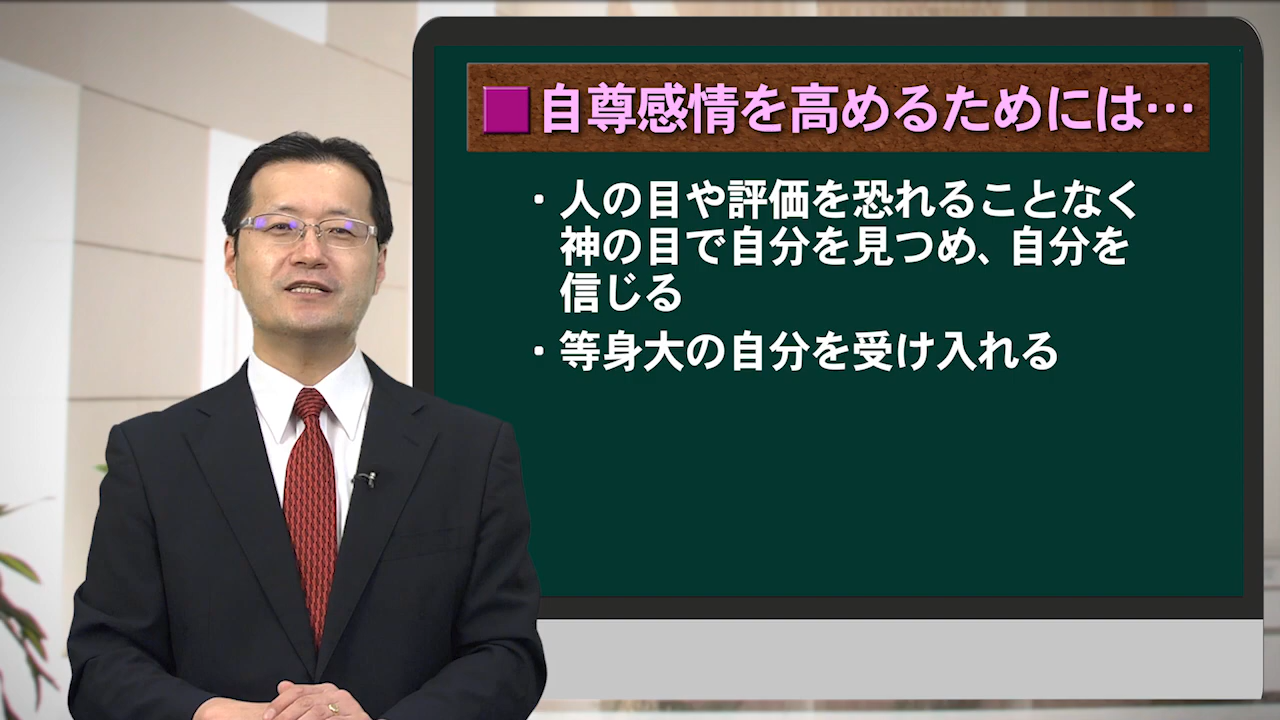 ■自尊感情を高めるためには…
・人の目や評価を恐れることなく
神の目で自分を見つめ、自分を
信じる
・等身大の自分を受け入れる